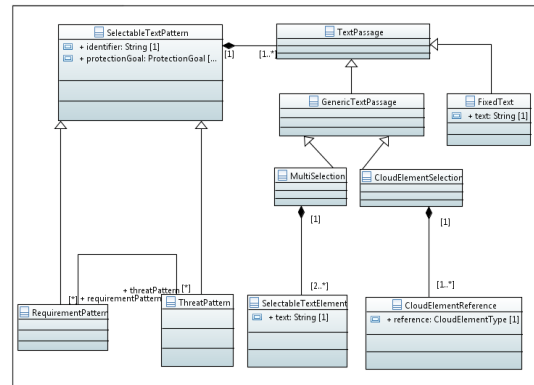 SelectableTextPattern
+ identifier: String [1]
+ protectionGoal: ProtectionGoal [...
[1]
[1..*]
TextPassage
GenericTextPassage
FixedText
+ text: String [1]
MultiSelection
CloudElementSelection
[1]
[1]
+ threatPattern [*]
[*] + requirementPattern
[2..*]
[1..*]
RequirementPattern
ThreatPattern
SelectableTextElement
+ text: String [1]
CloudElementReference
+ reference: CloudElementType [1]